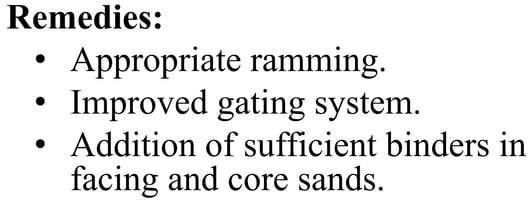 Remedies:
• Appropriate ramming.
• Improved gating system.
• Addition of sufficient binders in
facing and core sands.